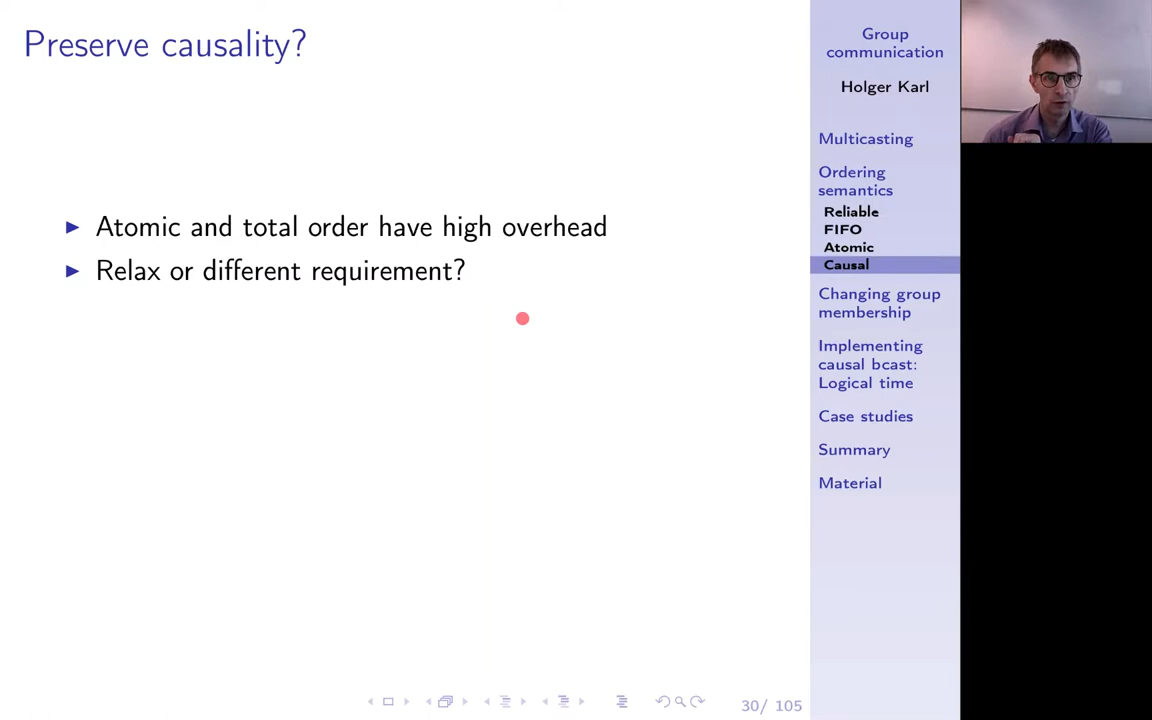 Preserve causality?
Atomic and total order have high overhead
Relax or different requirement?
Group
communication
Holger Karl
Multicasting
Ordering
semantics
Reliable
FIFO
Atomic
Causal
Changing group
membership
Implementing
causal bcast:
Logical time
Case studies
Summary
Material
30/ 105